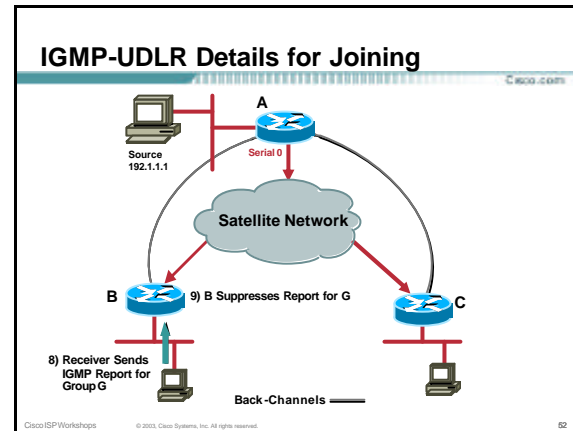 IGMP-UDLR Details for Joining
Cisco.com
A
Source
192.1.1.1
Serial 0
Satellite Network
B
9) B Suppresses Report for G
C
8) Receiver Sends
IGMP Report for
Group G
Back-Channels
Cisco ISP Workshops
© 2003, Cisco Systems, Inc. All rights reserved.
52